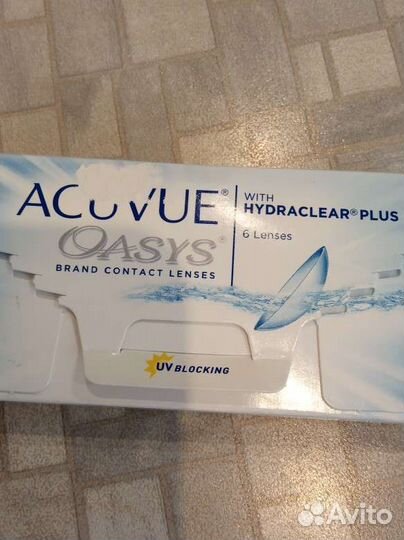 ACUVUE®
OASYS®
BRAND CONTACT LENSES
WITH
HYDRACLEAR® PLUS
6 Lenses
UV BLOCKING
Avito